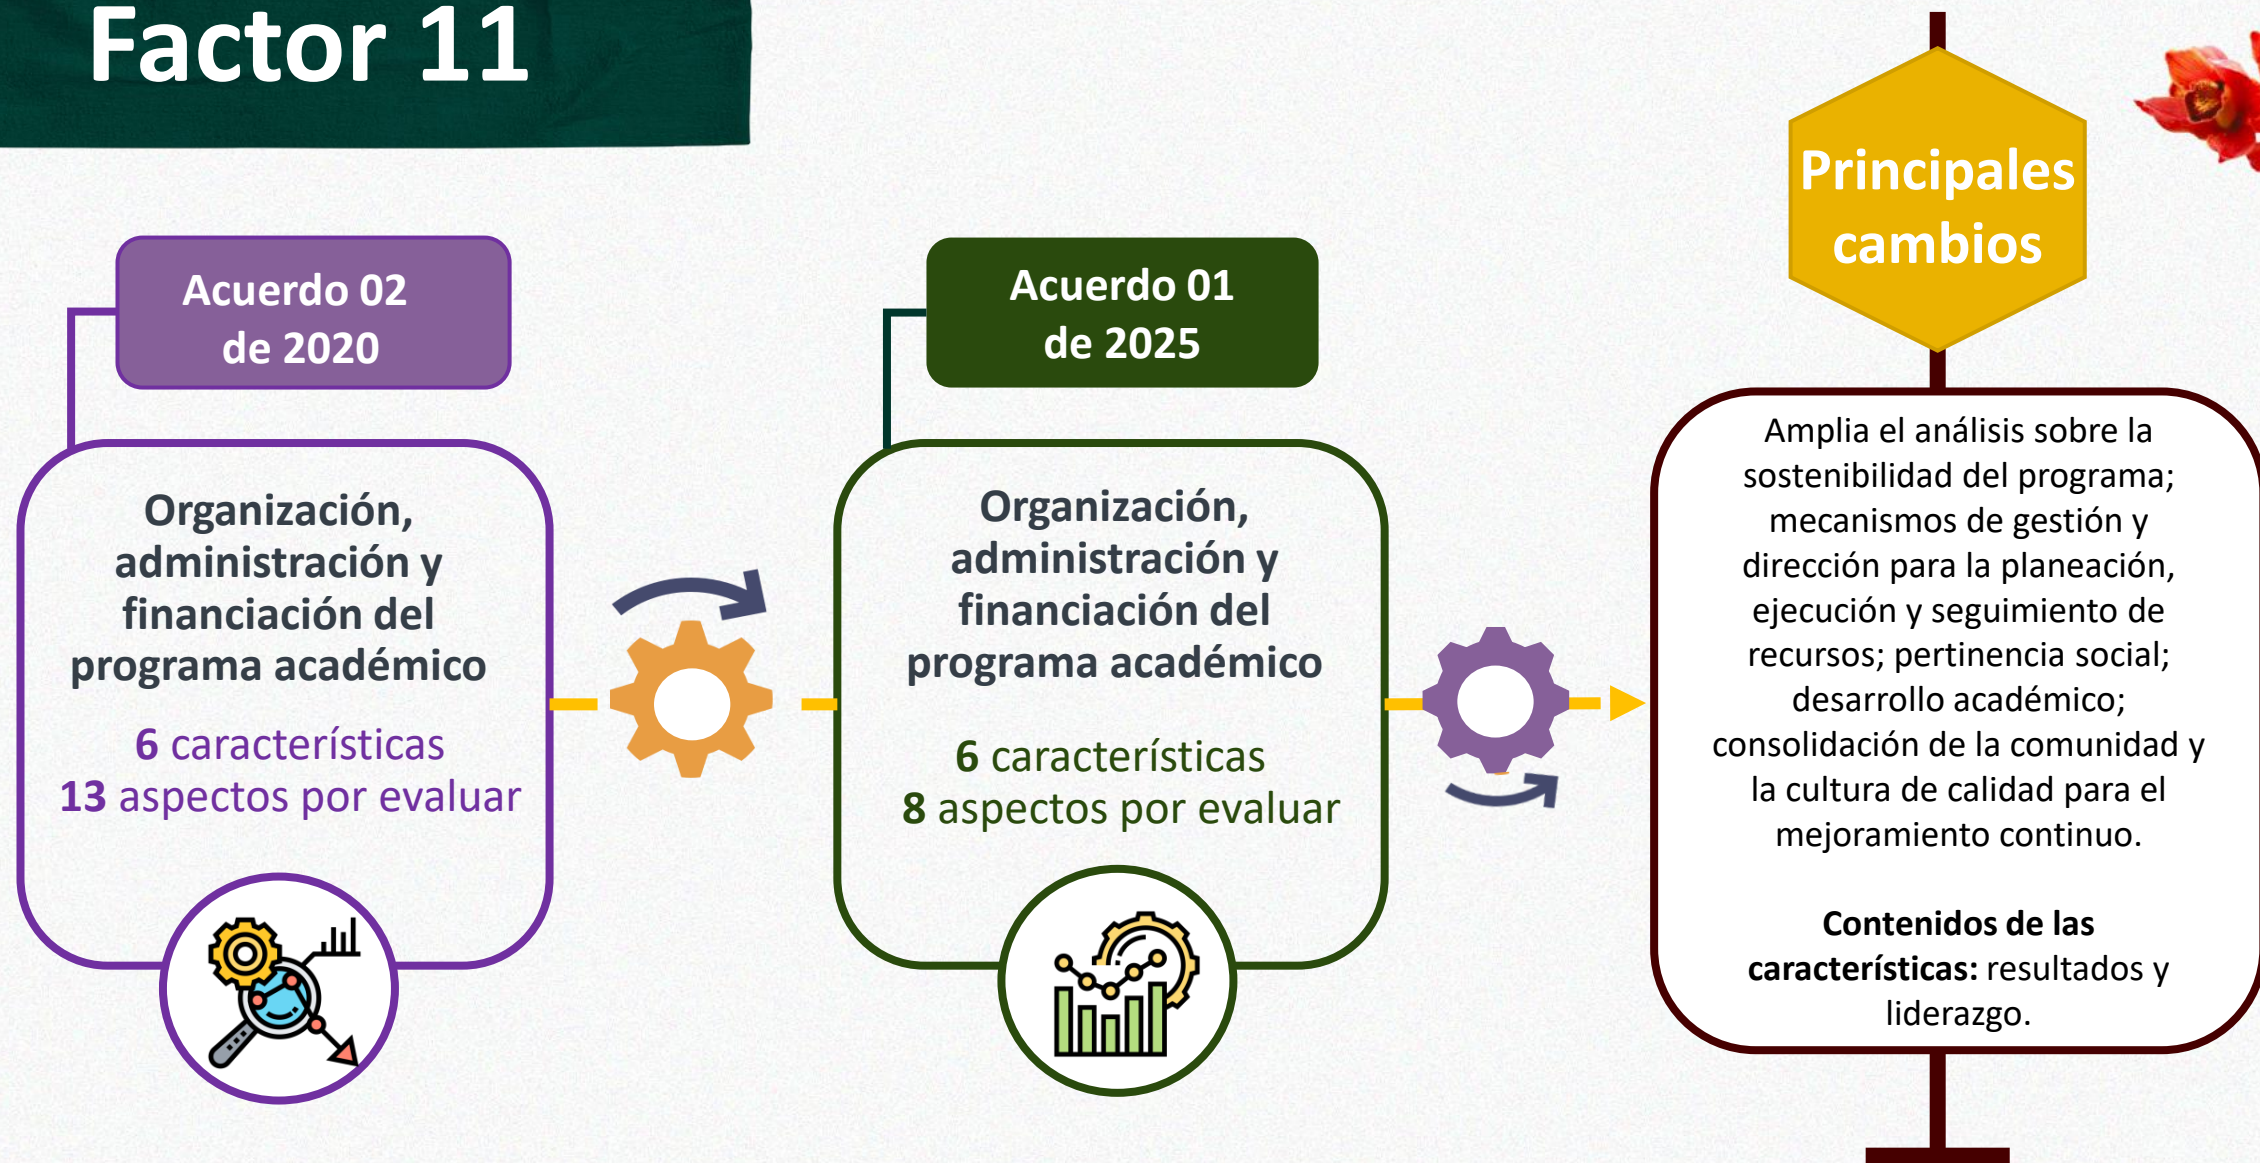 Factor 11
Acuerdo 02
de 2020
Organización,
administración y
financiación del
programa académico
6 características
13 aspectos por evaluar
Acuerdo 01
de 2025
Organización,
administración y
financiación del
programa académico
6 características
8 aspectos por evaluar
Principales
cambios
Amplia el análisis sobre la
sostenibilidad del programa;
mecanismos de gestión y
dirección para la planeación,
ejecución y seguimiento de
recursos; pertinencia social;
desarrollo académico;
consolidación de la comunidad y
la cultura de calidad para el
mejoramiento continuo.
Contenidos de las
características: resultados y
liderazgo.